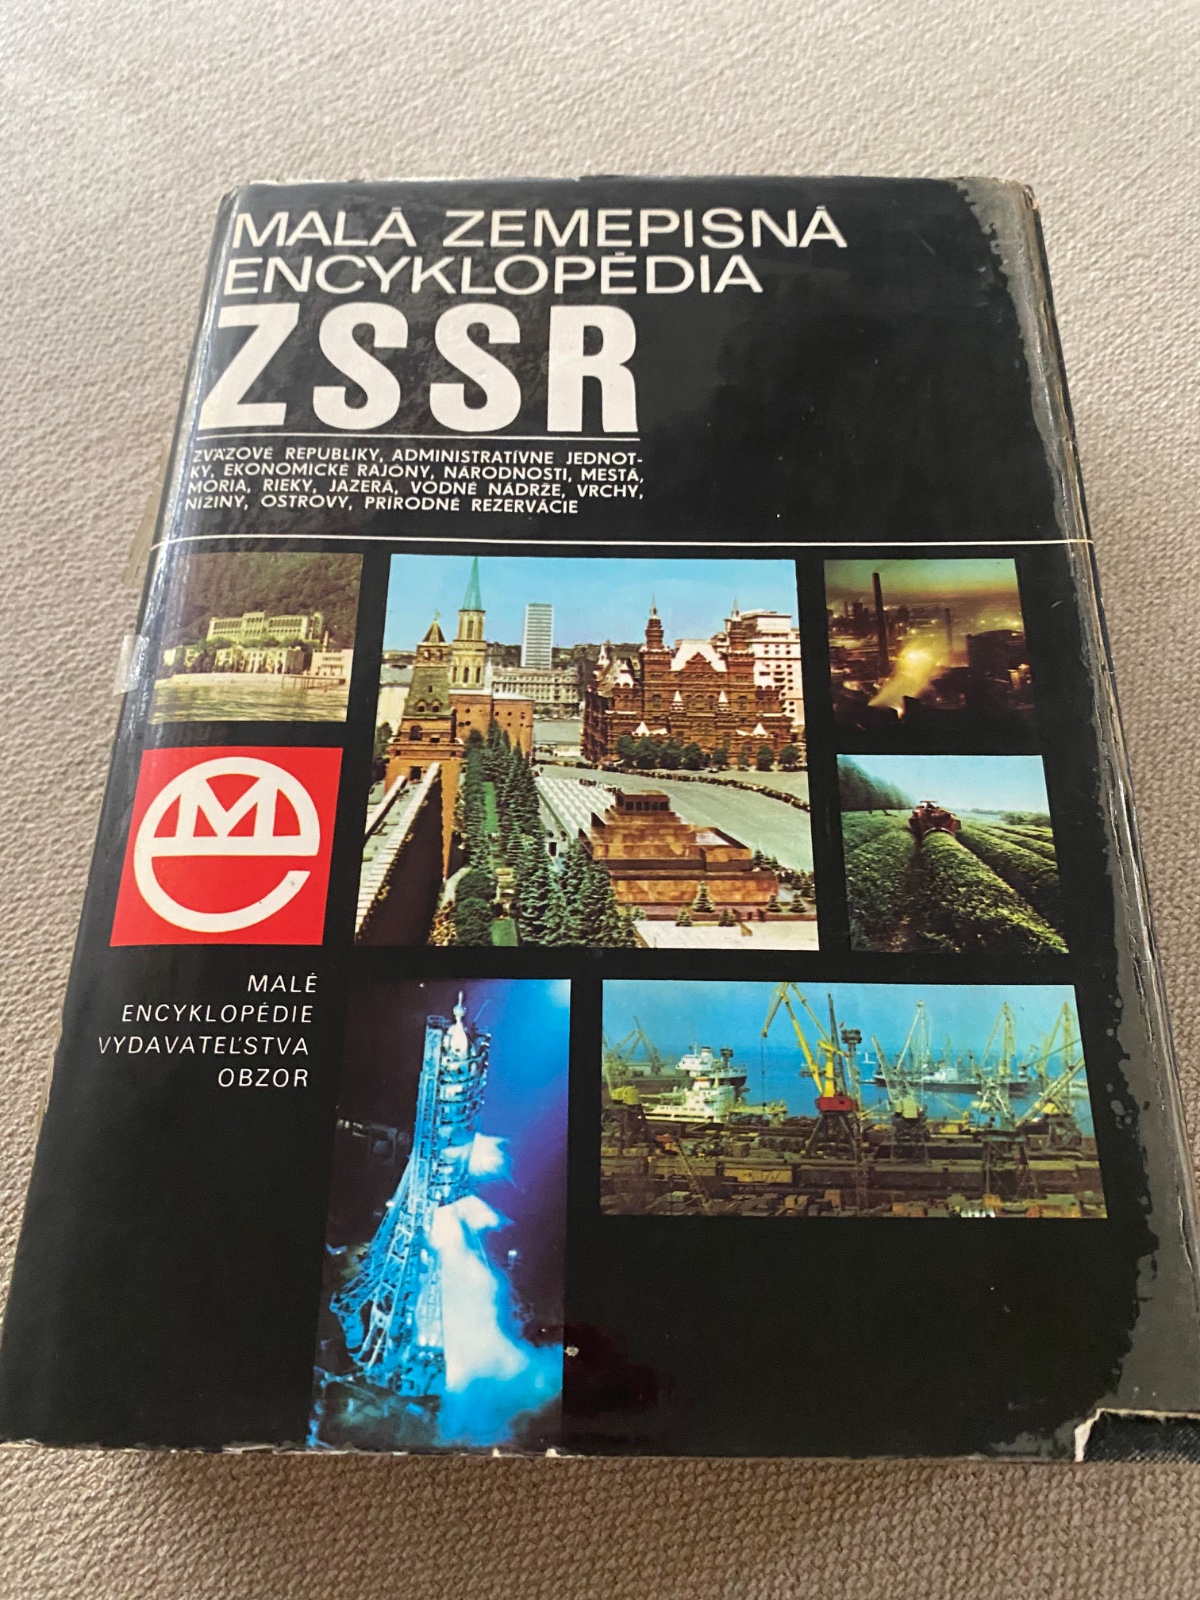 MALÁ ZEMEPISNÁ
ENCYKLOPÉDIA
ZSSR
ZVÄZOVÉ REPUBLIKY, ADMINISTRATÍVNE JEDNOT-
KY, EKONOMICKÉ RAJÓNY, NÁRODNOSTI, MESTÁ,
MORIA, RIEKY, JAZERÁ, VODNÉ NÁDRŽE, VRCHY,
NÍŽINY, OSTROVY, PRÍRODNÉ REZERVÁCIE
Me
MALÉ
ENCYKLOPÉDIE
VYDAVATEĽSTVA
OBZOR